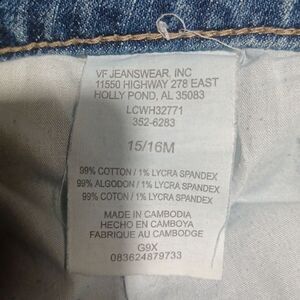 VF JEANSWEAR, INC
11550 HIGHWAY 278 EAST
HOLLY POND, AL 35083
LCWH32771
352-6283
15/16M
99% COTTON / 1% LYCRA SPANDEX
99% ALGODON / 1% LYCRA SPANDEX
99% COTON / 1% LYCRA SPANDEX
MADE IN CAMBODIA
HECHO EN CAMBOYA
FABRIQUE AU CAMBODGE
G9X
083624879733